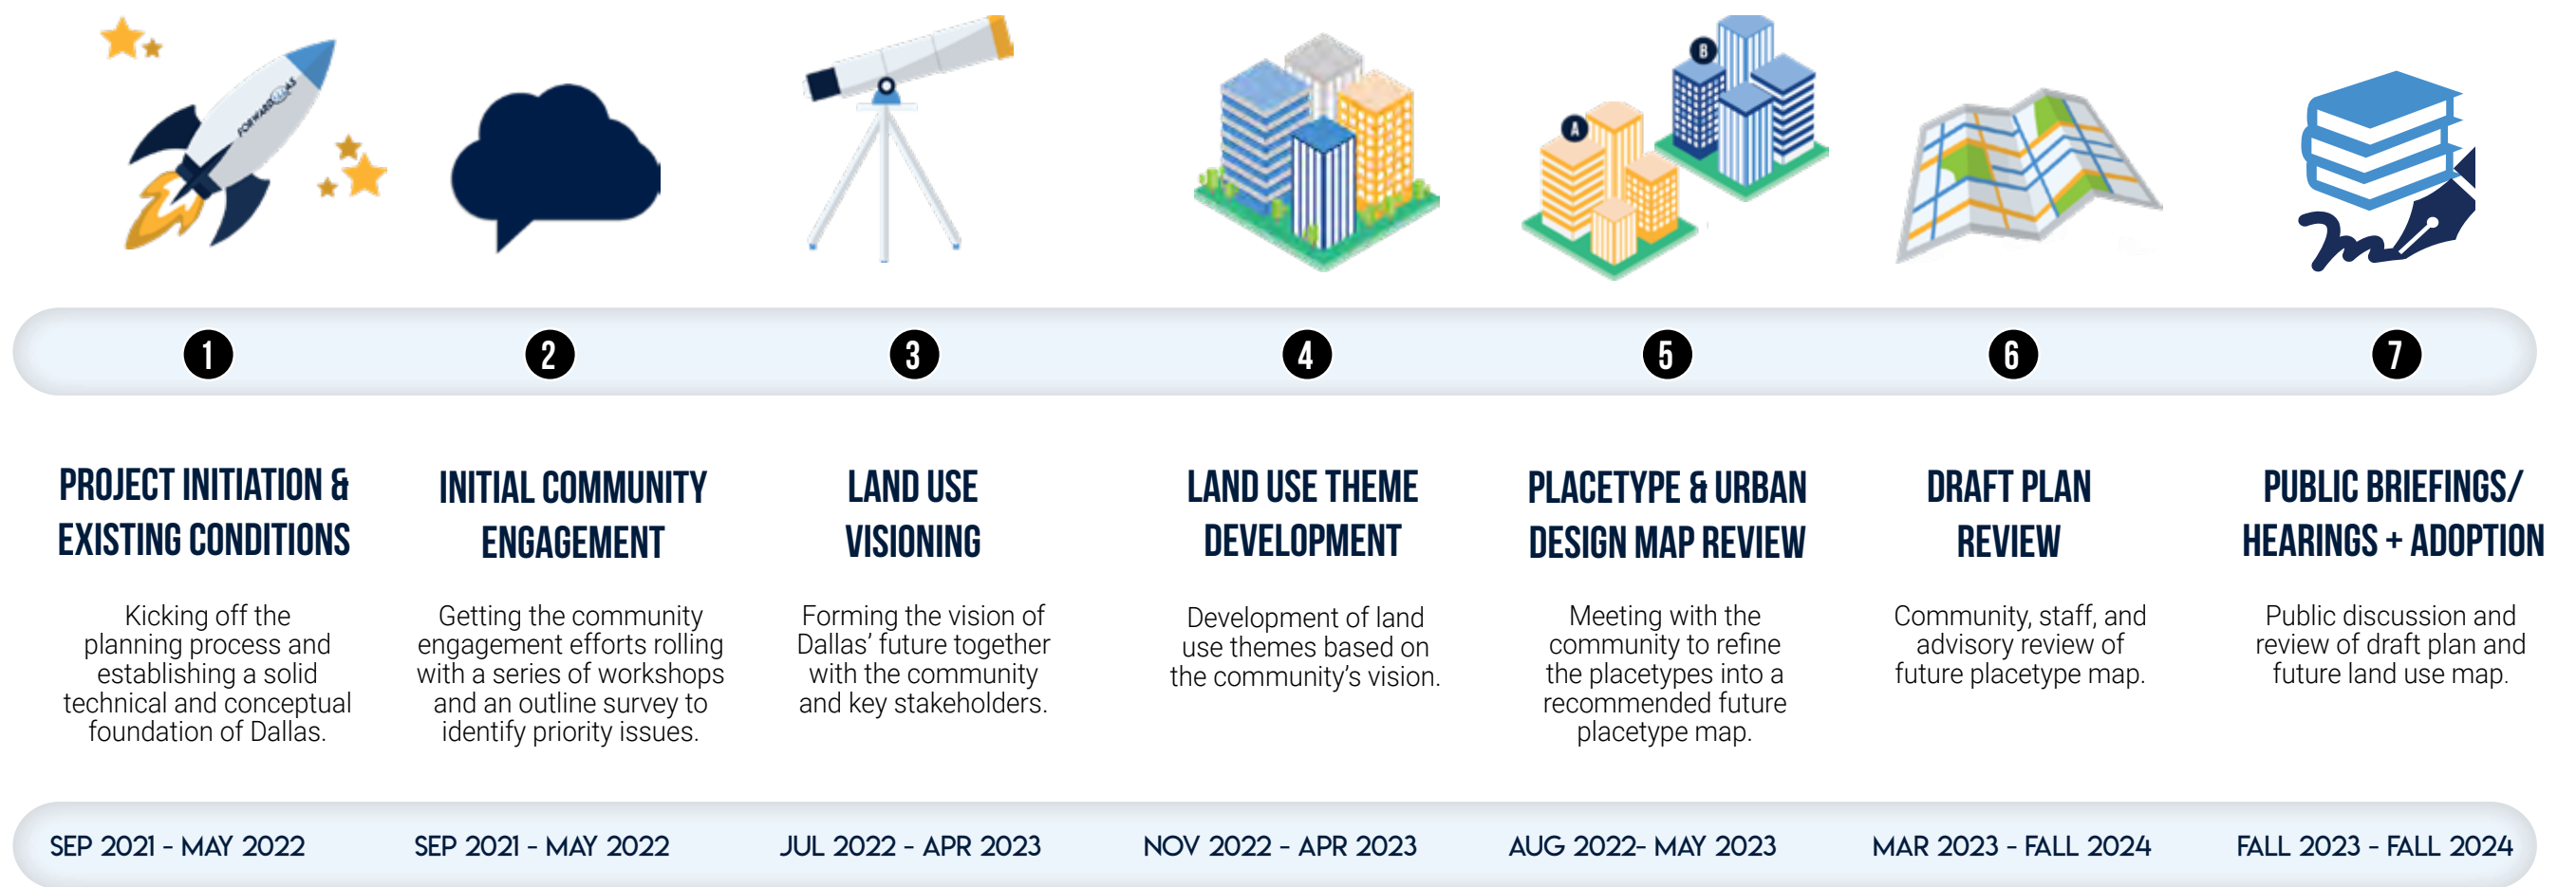 FORWARDDALLAS
A
B
1
2
3
4
5
6
7
PROJECT INITIATION &
EXISTING CONDITIONS
Kicking off the
planning process and
establishing a solid
technical and conceptual
foundation of Dallas.
SEP 2021 - MAY 2022
INITIAL COMMUNITY
ENGAGEMENT
Getting the community
engagement efforts rolling
with a series of workshops
and an outline survey to
identify priority issues.
SEP 2021 - MAY 2022
LAND USE
VISIONING
Forming the vision of
Dallas' future together
with the community
and key stakeholders.
JUL 2022 - APR 2023
LAND USE THEME
DEVELOPMENT
Development of land
use themes based on
the community's vision.
NOV 2022 - APR 2023
PLACETYPE & URBAN
DESIGN MAP REVIEW
Meeting with the
community to refine
the placetypes into a
recommended future
placetype map.
AUG 2022- MAY 2023
DRAFT PLAN
REVIEW
Community, staff, and
advisory review of
future placetype map.
MAR 2023 - FALL 2024
PUBLIC BRIEFINGS/
HEARINGS + ADOPTION
Public discussion and
review of draft plan and
future land use map.
FALL 2023 - FALL 2024